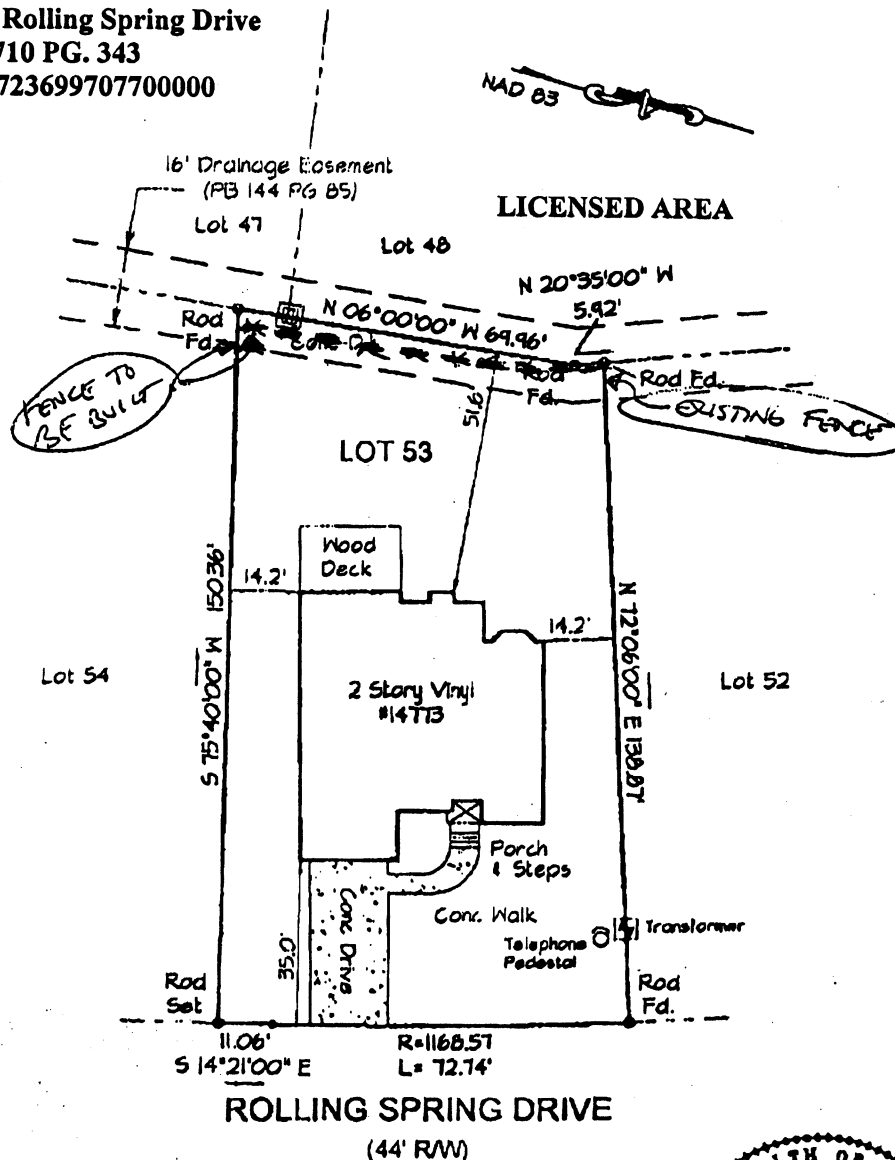 Rolling Spring Drive
710 PG. 343
723699707700000
NAD 83
16' Drainage Easement
(PB 144 PG 85)
LICENSED AREA
Lot 47
Lot 48
N 20°35'00" W
5.92'
N 06°00'00" W 69.96'
Rod
Fd.
Conc.
Rod
Fd.
Rod Fd.
FENCE TO
BE BUILT
EXISTING FENCE
51.6'
LOT 53
Wood
Deck
14.2'
14.2'
S 75°40'00" W 150.36'
N 72°06'00" E 138.87'
Lot 54
2 Story Vinyl
#14773
Lot 52
Porch
& Steps
Conc. Walk
Conc. Drive
35.0'
Telephone
Pedestal
Transformer
Rod
Set
Rod
Fd.
11.06'
S 14°21'00" E
R=1168.57
L= 72.74'
ROLLING SPRING DRIVE
(44' R/W)